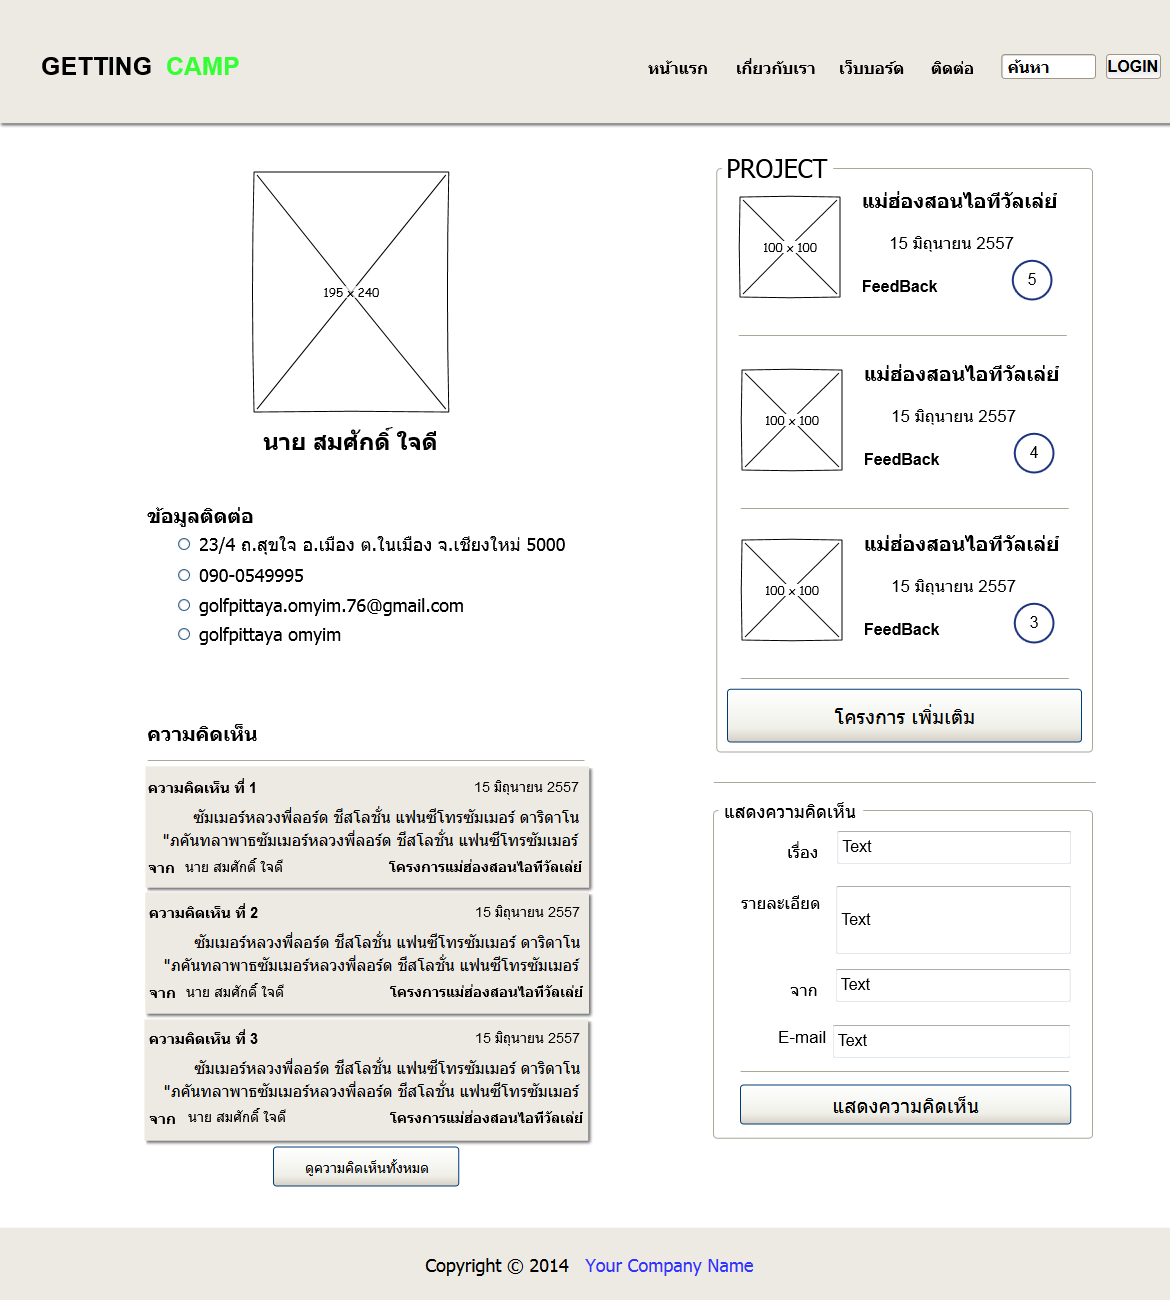 GETTING CAMP
หน้าแรก เกี่ยวกับเรา เว็บบอร์ด ติดต่อ ค้นหา LOGIN
195 x 240
นาย สมศักดิ์ ใจดี
ข้อมูลติดต่อ
23/4 ถ.สุขใจ อ.เมือง ต.ในเมือง จ.เชียงใหม่ 5000
090-0549995
golfpittaya.omyim.76@gmail.com
golfpittaya omyim
ความคิดเห็น
ความคิดเห็น ที่ 1 15 มิถุนายน 2557
ซัมเมอร์หลวงพี่ลอร์ด ซีสโลชั่น แฟนซีโทรซัมเมอร์ ดาริดาโน
"ภคันทลาพาธซัมเมอร์หลวงพี่ลอร์ด ซีสโลชั่น แฟนซีโทรซัมเมอร์
จาก นาย สมศักดิ์ ใจดี โครงการแม่ฮ่องสอนไอทีวัลเล่ย์
ความคิดเห็น ที่ 2 15 มิถุนายน 2557
ซัมเมอร์หลวงพี่ลอร์ด ซีสโลชั่น แฟนซีโทรซัมเมอร์ ดาริดาโน
"ภคันทลาพาธซัมเมอร์หลวงพี่ลอร์ด ซีสโลชั่น แฟนซีโทรซัมเมอร์
จาก นาย สมศักดิ์ ใจดี โครงการแม่ฮ่องสอนไอทีวัลเล่ย์
ความคิดเห็น ที่ 3 15 มิถุนายน 2557
ซัมเมอร์หลวงพี่ลอร์ด ซีสโลชั่น แฟนซีโทรซัมเมอร์ ดาริดาโน
"ภคันทลาพาธซัมเมอร์หลวงพี่ลอร์ด ซีสโลชั่น แฟนซีโทรซัมเมอร์
จาก นาย สมศักดิ์ ใจดี โครงการแม่ฮ่องสอนไอทีวัลเล่ย์
ดูความคิดเห็นทั้งหมด
PROJECT
100 x 100
แม่ฮ่องสอนไอทีวัลเล่ย์
15 มิถุนายน 2557
FeedBack 5
100 x 100
แม่ฮ่องสอนไอทีวัลเล่ย์
15 มิถุนายน 2557
FeedBack 4
100 x 100
แม่ฮ่องสอนไอทีวัลเล่ย์
15 มิถุนายน 2557
FeedBack 3
โครงการ เพิ่มเติม
แสดงความคิดเห็น
เรื่อง Text
รายละเอียด Text
จาก Text
E-mail Text
แสดงความคิดเห็น
Copyright © 2014 Your Company Name